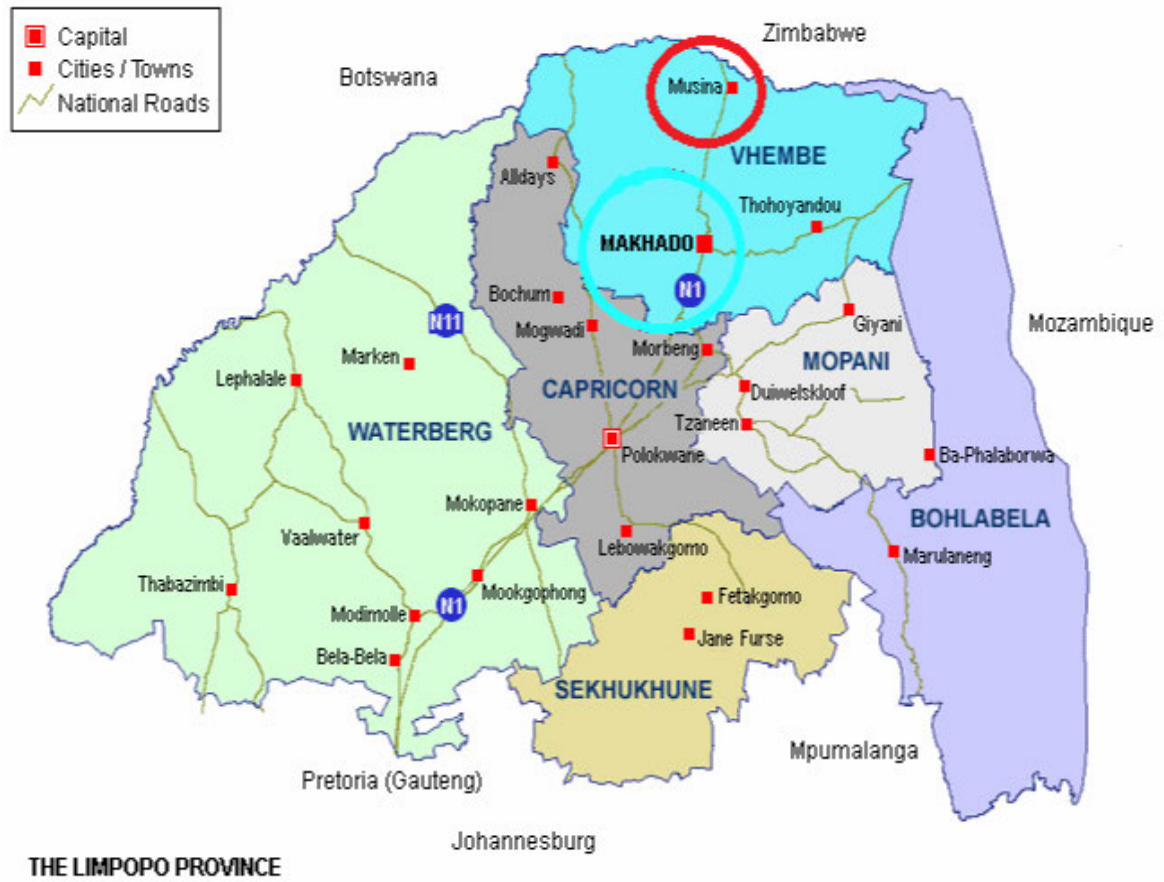 Capital
Cities / Towns
National Roads
Zimbabwe
Botswana
Musina
VHEMBE
Alldays
Thohoyandou
MAKHADO
N1
Bochum
Mogwadi
N11
Giyani
Mozambique
Morbeng
Marken
MOPANI
Lephalale
CAPRICORN
Duiwelskloof
WATERBERG
Tzaneen
Polokwane
Ba-Phalaborwa
Mokopane
BOHLABELA
Vaalwater
Lebowakgomo
Marulaneng
Thabazimbi
Mookgophong
Fetakgomo
N1
Modimolle
Jane Furse
Bela-Bela
SEKHUKHUNE
Mpumalanga
Pretoria (Gauteng)
Johannesburg
THE LIMPOPO PROVINCE